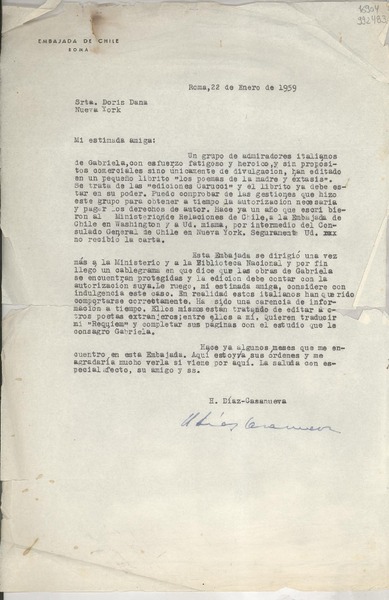 EMBAJADA DE CHILE
ROMA
Roma,22 de Enero de 1959
Srta. Doris Dana
Nueva York
Mi estimada amiga:
Un grupo de admiradores italianos
de Gabriela,con esfuerzo fatigoso y heroico,y sin propósi
tos comerciales sino unicamente de divulgacion, han editado
en un pequeño librito "los poemas de la madre y éxtasis".
Se trata de las "ediciones Carucci" y el librito ya debe es-
tar en su poder. Puedo comprobar de las gestiones que hizo
este grupo para obtener a tiempo la autorización necesaria
y pagar los derechos de autor. Hace ya un año que escri bie-
ron al Ministerio de Relaciones de Chile,a la Embajada de
Chile en Washington y a Ud. misma, por intermedio del Con-
sulado General de Chile en Nueva York. Seguramente Ud.
no recibio la carta.
Esta Embajada se dirigió una vez
más a la Ministerio y a la Biblioteca Nacional y por fin
llego un cablegrama en que dice que las obras de Gabriela
se encuentran protegidas y la edicion debe contar con la
autorización suya.Le ruego, mi estimada amiga, considere con
indulgencia este caso. En realidad estos italianos han querido
comportarse correctamente. Ha sido una carencia de infor-
macion a tiempo. Ellos mismos estan tratando de editar a o-
tros poetas extranjeros;entre ellos a mi. Quieren traducir
mi "Requiem" y completar sus paginas con el estudio que le
consagro Gabriela.
Hace ya algunos meses que me en-
cuentro en esta Embajada. Aquí estoy a sus órdenes y me
agradaría mucho verla si viene por aquí. La saluda con es-
pecial afecto, su amigo y ss.
H. Díaz-Casanueva